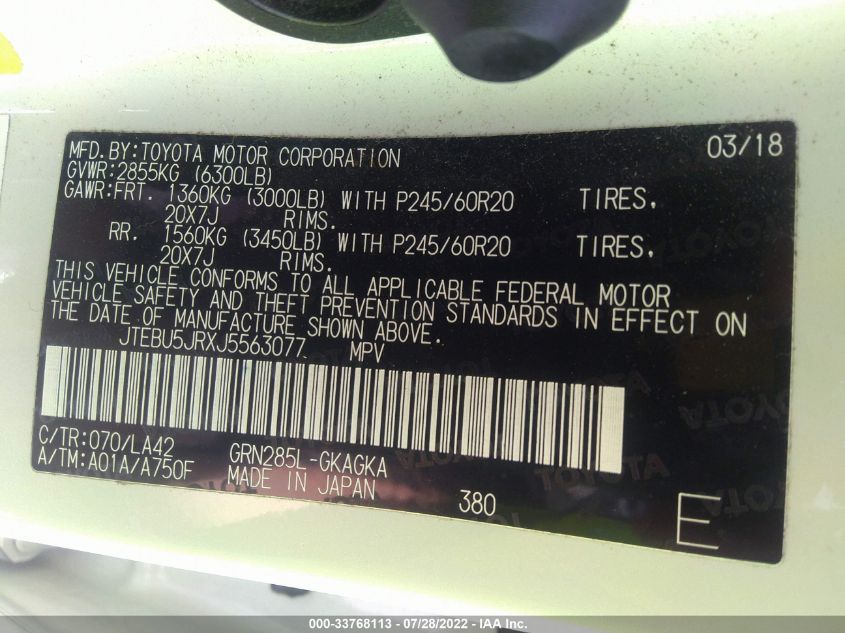 MFD. BY: TOYOTA MOTOR CORPORATION 03/18
GVWR: 2855KG (6300LB)
GAWR: FRT. 1360KG (3000LB) WITH P245/60R20 TIRES,
20X7J RIMS.
RR. 1560KG (3450LB) WITH P245/60R20 TIRES,
20X7J RIMS.
THIS VEHICLE CONFORMS TO ALL APPLICABLE FEDERAL MOTOR
VEHICLE SAFETY AND THEFT PREVENTION STANDARDS IN EFFECT ON
THE DATE OF MANUFACTURE SHOWN ABOVE.
JTEBU5JRXJ5563077 MPV
C/TR: 070/LA42 GRN285L-GKAGKA
A/TM: A01A/A750F MADE IN JAPAN
380 E
TOYOTA
000-33768113 - 07/28/2022 - IAA Inc.